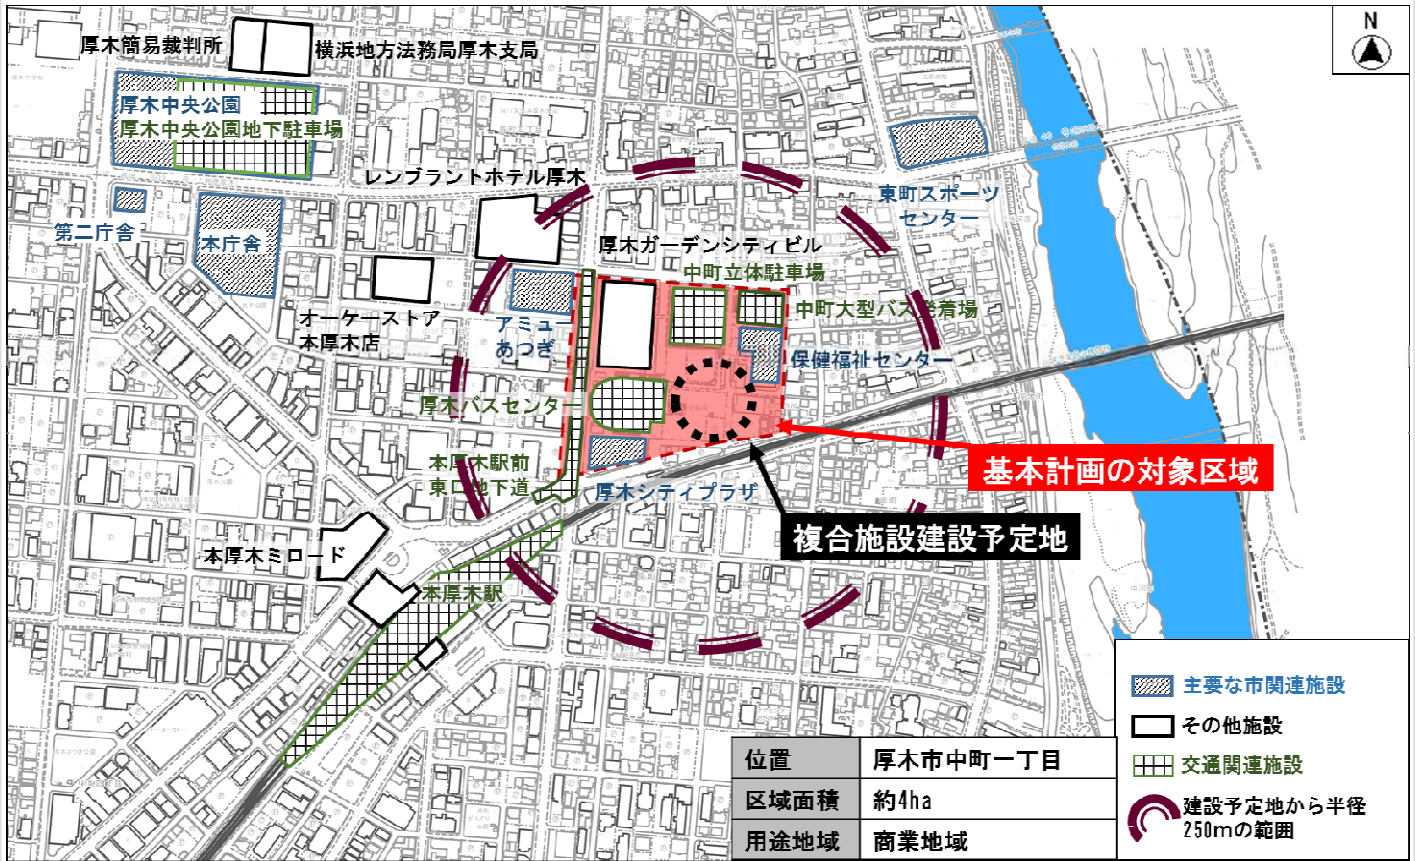 N
厚木簡易裁判所
横浜地方法務局厚木支局
厚木中央公園
厚木中央公園地下駐車場
レンブラントホテル厚木
東町スポーツ
センター
第二庁舎
本庁舎
厚木ガーデンシティビル
中町立体駐車場
中町大型バス発着場
オーケーストア
本厚木店
アミュー
あつぎ
保健福祉センター
厚木バスセンター
本厚木駅前
東口地下道
厚木シティプラザ
基本計画の対象区域
複合施設建設予定地
本厚木ミロード
本厚木駅
主要な市関連施設
その他施設
交通関連施設
建設予定地から半径
250mの範囲
位置 厚木市中町一丁目
区域面積 約4ha
用途地域 商業地域